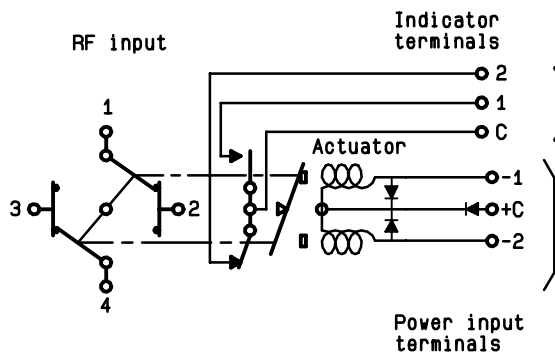 Indicator
terminals
RF input
2
1
C
1
Actuator
3
2
4
-1
+C
-2
Power input
terminals